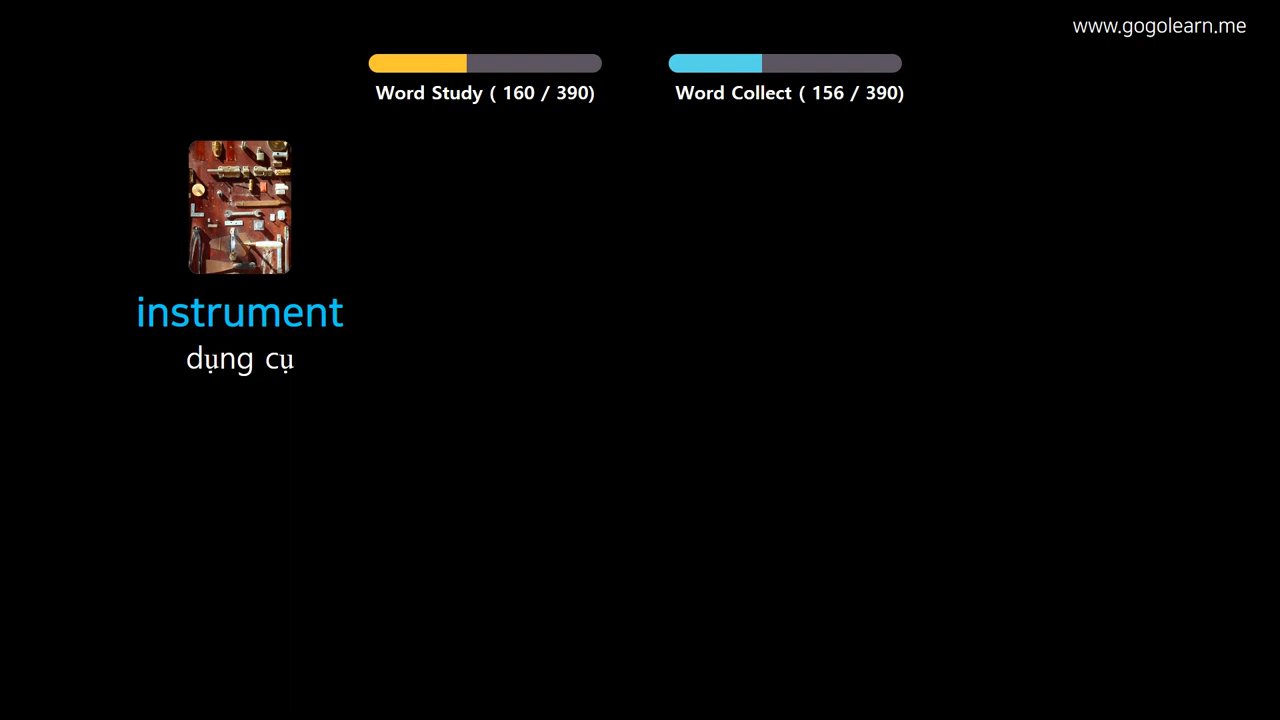 www.gogolearn.me
Word Study ( 160 / 390)
Word Collect ( 156 / 390)
instrument
dụng cụ